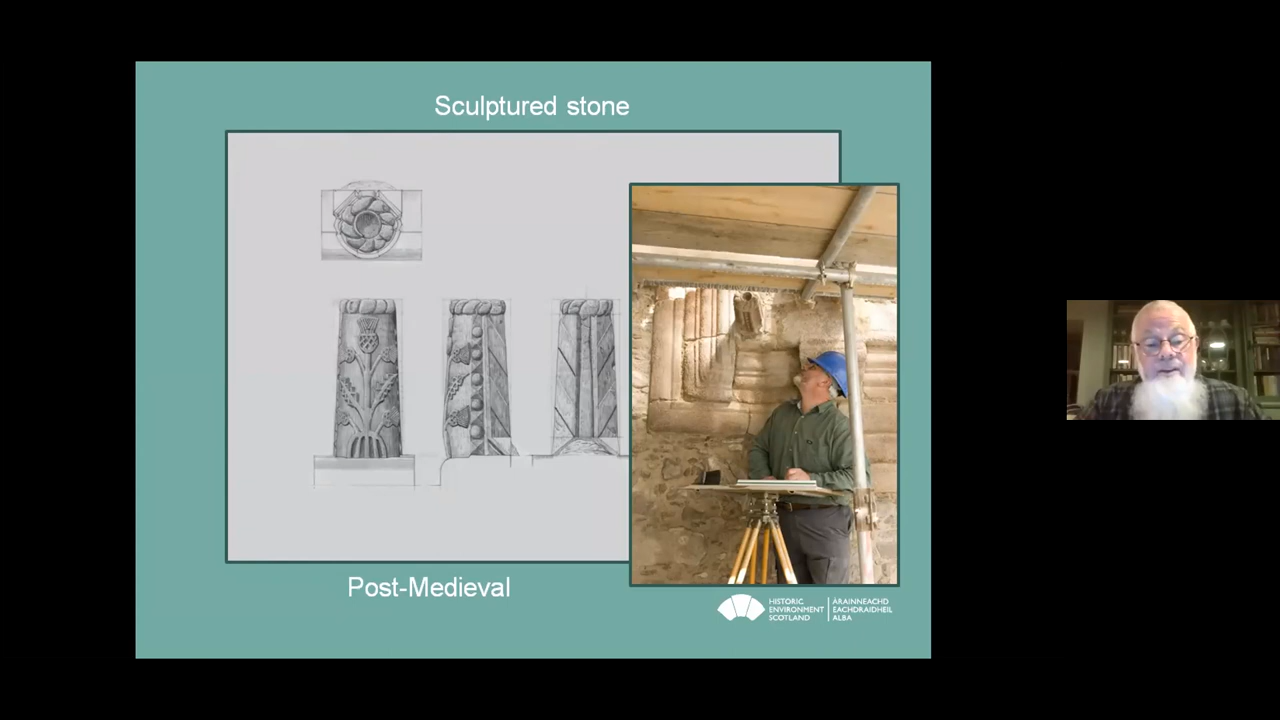 Sculptured stone
Post-Medieval
HISTORIC
ENVIRONMENT
SCOTLAND
ÀRAINNEACHD
EACHDRAIDHEIL
ALBA